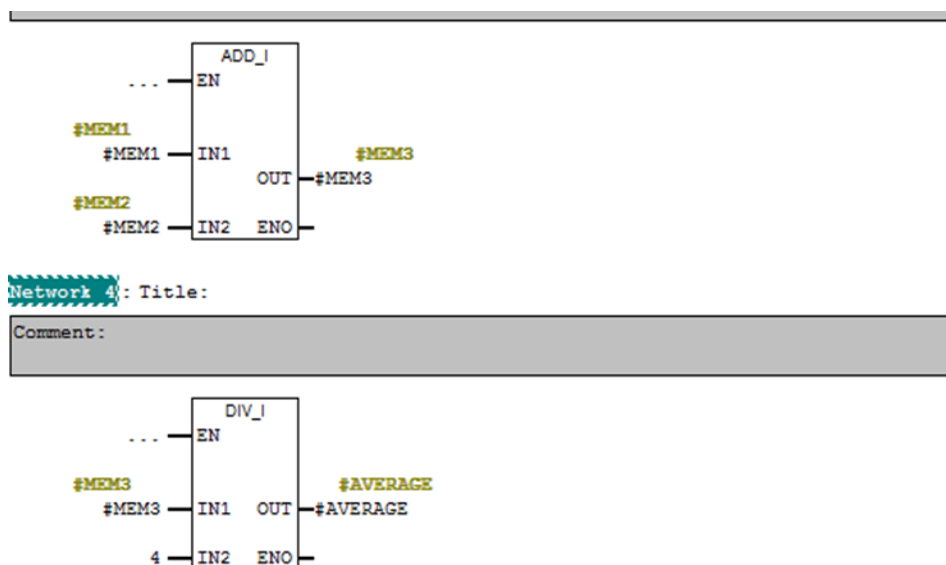 ADD_I
... EN
#MEM1
#MEM1 IN1 #MEM3
OUT #MEM3
#MEM2
#MEM2 IN2 ENO
Network 4: Title:
Comment:
DIV_I
... EN
#MEM3 #AVERAGE
#MEM3 IN1 OUT #AVERAGE
4 IN2 ENO